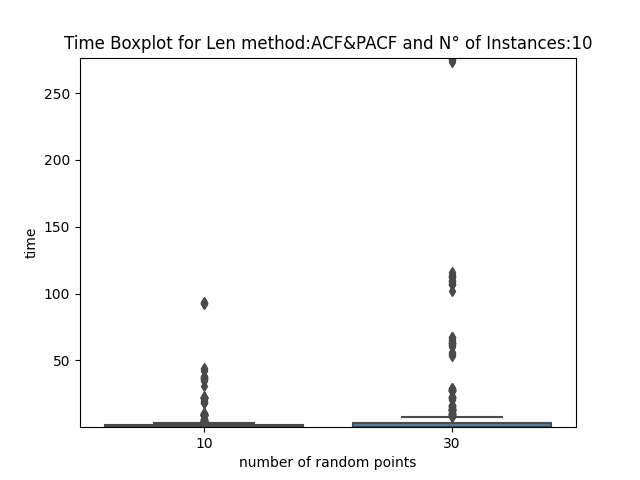 Time Boxplot for Len method:ACF&PACF and N° of Instances:10
250
200
150
100
50
time
10 30
number of random points